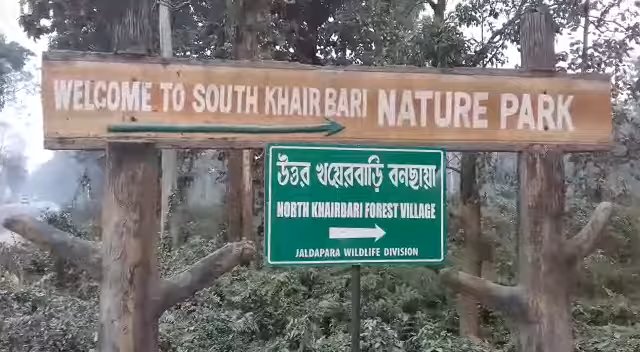 WELCOME TO SOUTH KHAIR BARI NATURE PARK
উত্তর খয়েরবাড়ি বনছায়া
NORTH KHAIRBARI FOREST VILLAGE
JALDAPARA WILDLIFE DIVISION